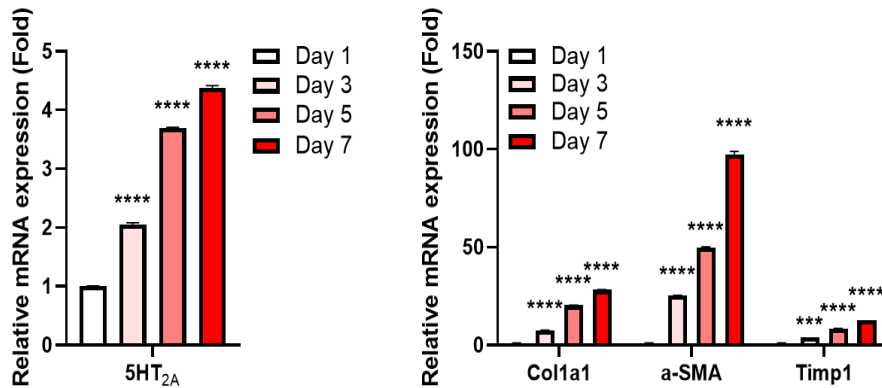 Relative mRNA expression (Fold)
5
4
3
2
1
0
****
****
****
Day 1
Day 3
Day 5
Day 7
5HT2A
Relative mRNA expression (Fold)
150
100
50
0
Day 1
Day 3
Day 5
Day 7
****
****
****
****
****
****
***
****
****
Col1a1
a-SMA
Timp1